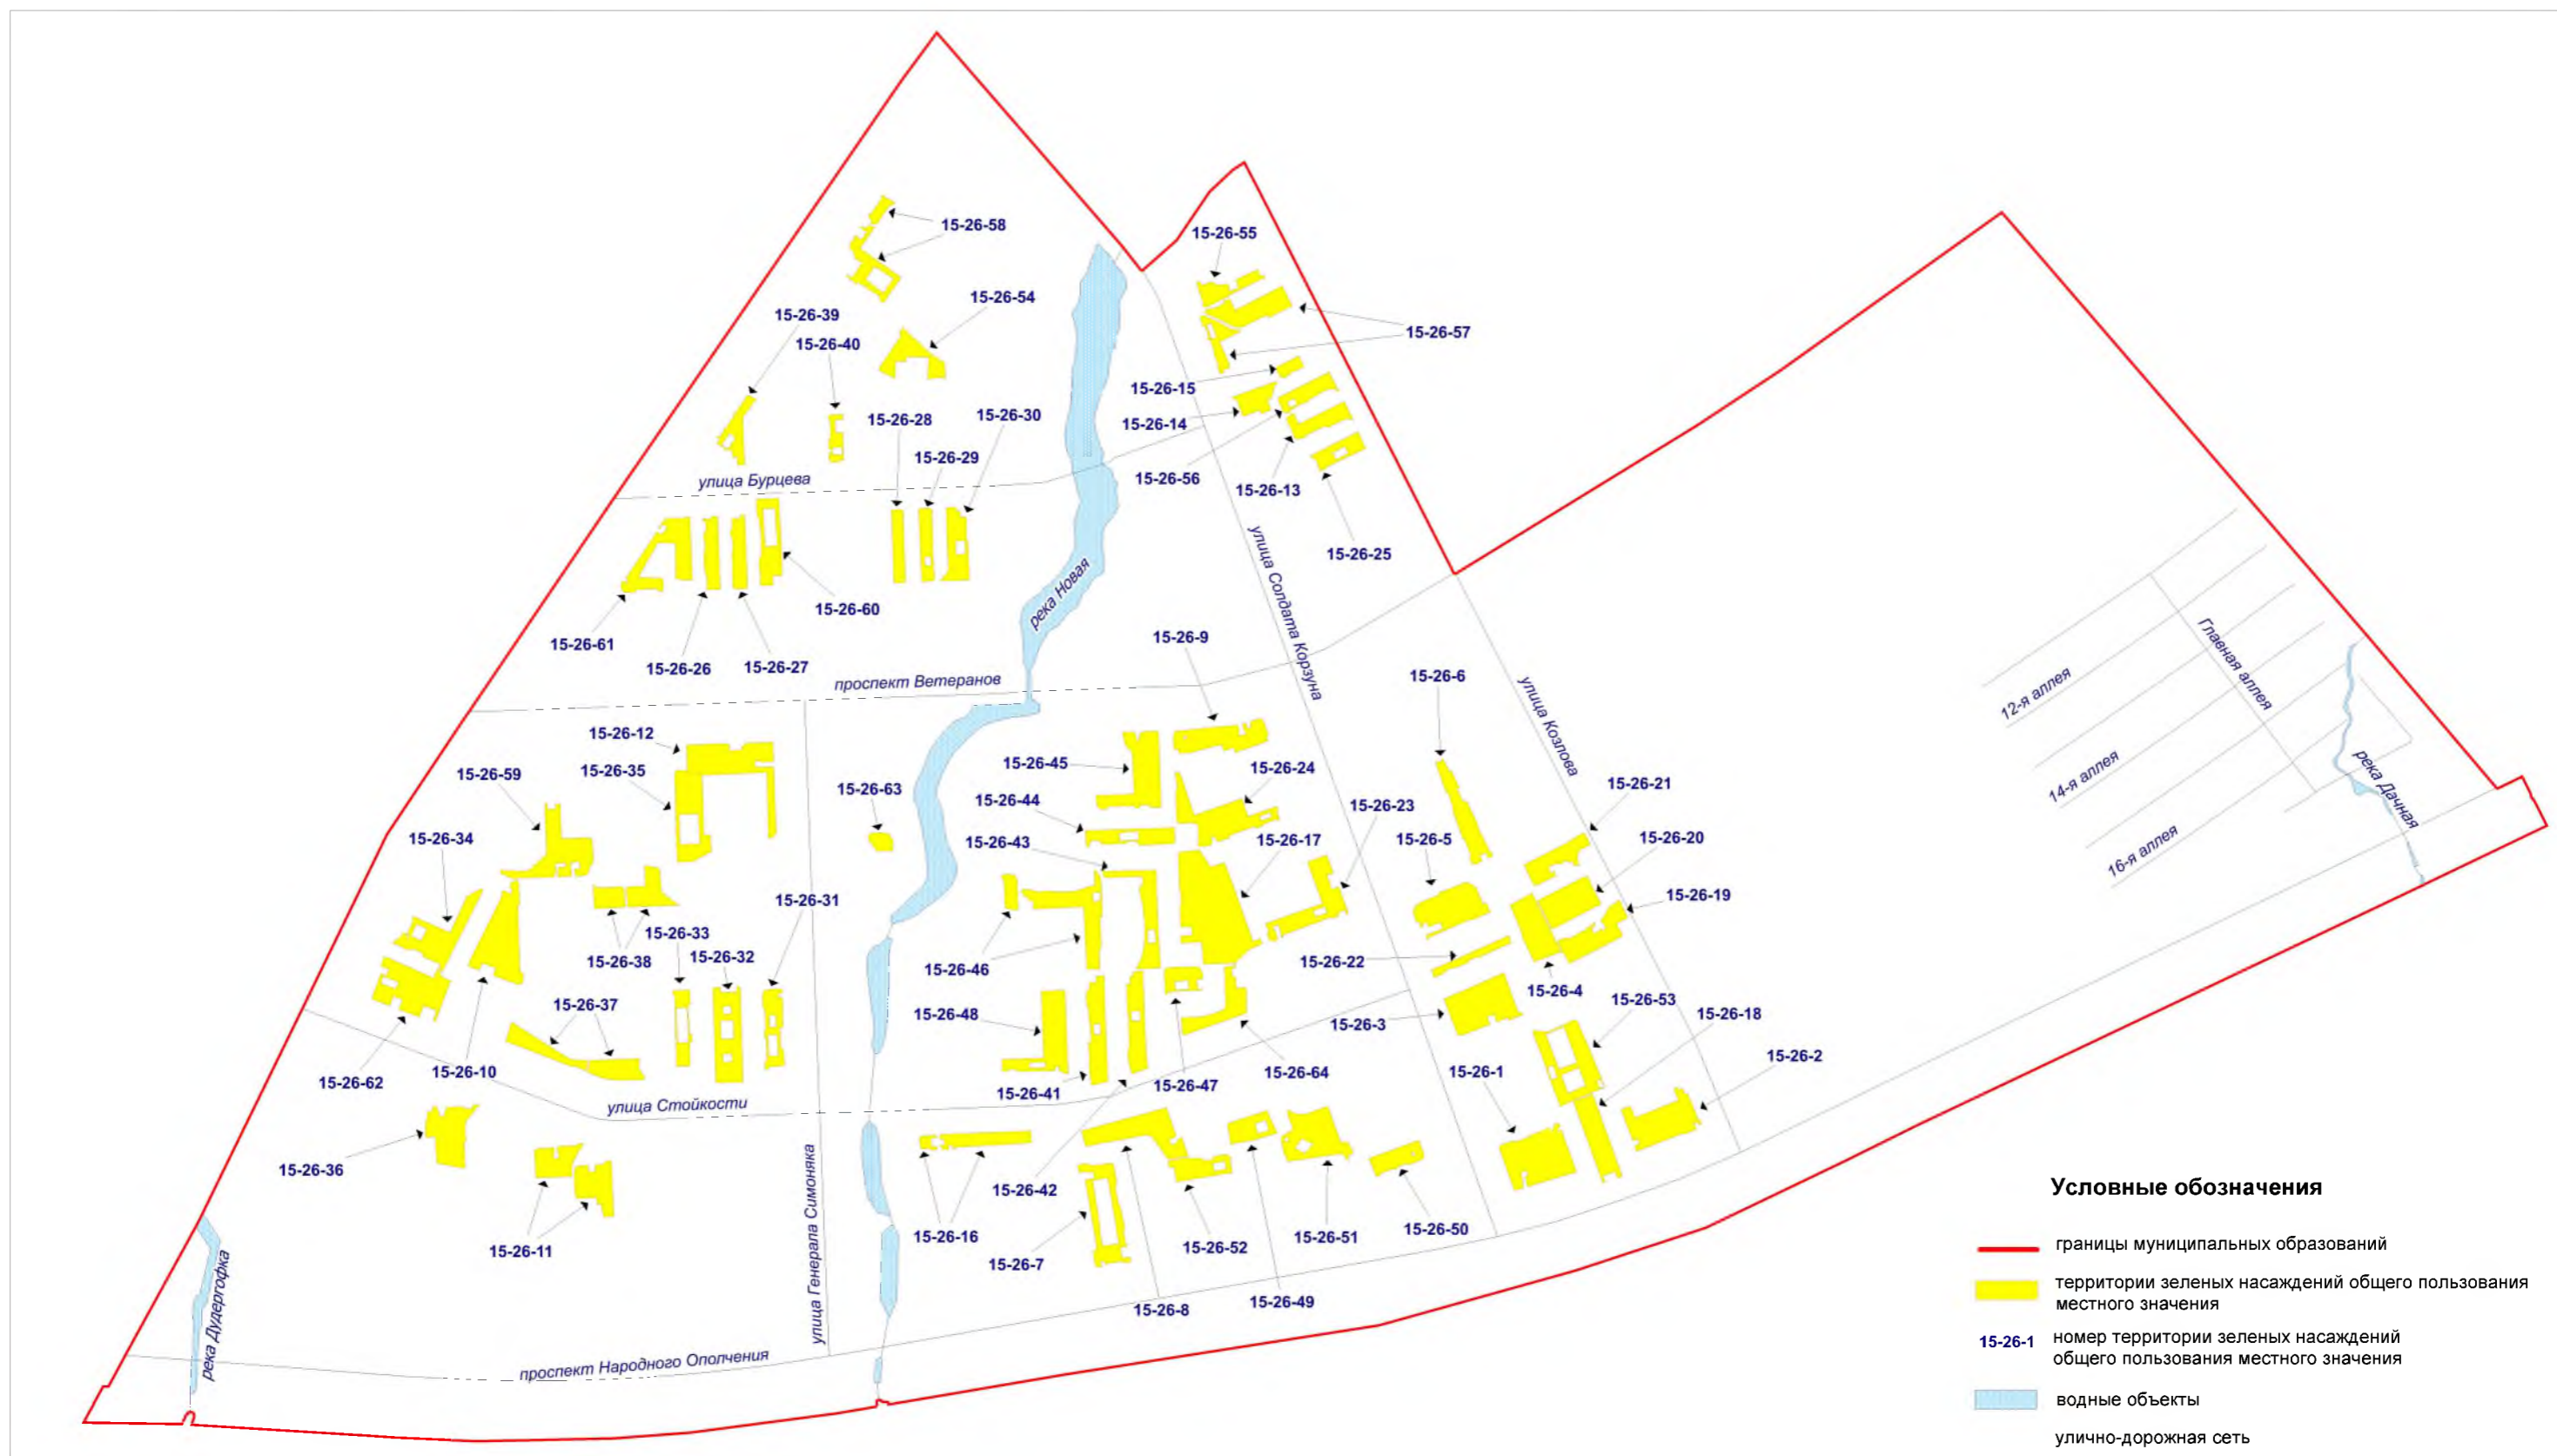 15-26-58
15-26-55
15-26-54
15-26-39
15-26-57
15-26-40
15-26-15
15-26-28
15-26-30
15-26-14
15-26-29
15-26-56
улица Бурцева
15-26-13
15-26-25
река Новая
улица Солдата Корзуна
15-26-60
15-26-61
15-26-26
15-26-27
15-26-9
проспект Ветеранов
15-26-6
улица Козлова
Главная аллея
12-я аллея
14-я аллея
16-я аллея
река Дачная
15-26-12
15-26-35
15-26-59
15-26-45
15-26-24
15-26-63
15-26-44
15-26-23
15-26-21
15-26-34
15-26-43
15-26-17
15-26-5
15-26-20
15-26-31
15-26-19
15-26-33
15-26-38
15-26-32
15-26-46
15-26-22
15-26-4
15-26-37
15-26-48
15-26-3
15-26-53
15-26-18
15-26-62
15-26-10
15-26-41
15-26-47
15-26-64
15-26-1
15-26-2
улица Стойкости
15-26-36
улица Генерала Симоняка
15-26-42
15-26-11
15-26-16
15-26-7
15-26-52
15-26-51
15-26-50
15-26-8
15-26-49
река Дудергофка
проспект Народного Ополчения
Условные обозначения
границы муниципальных образований
территории зеленых насаждений общего пользования
местного значения
15-26-1 номер территории зеленых насаждений
общего пользования местного значения
водные объекты
улично-дорожная сеть